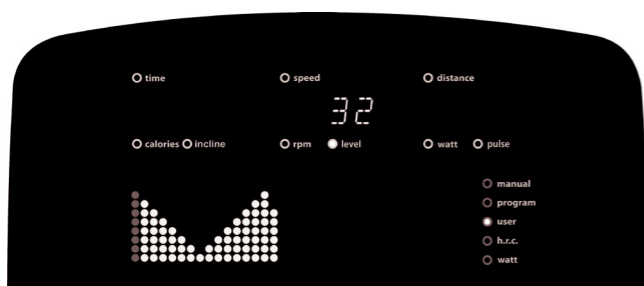 time speed distance
32
calories incline rpm level watt pulse
manual
program
user
h.r.c.
watt